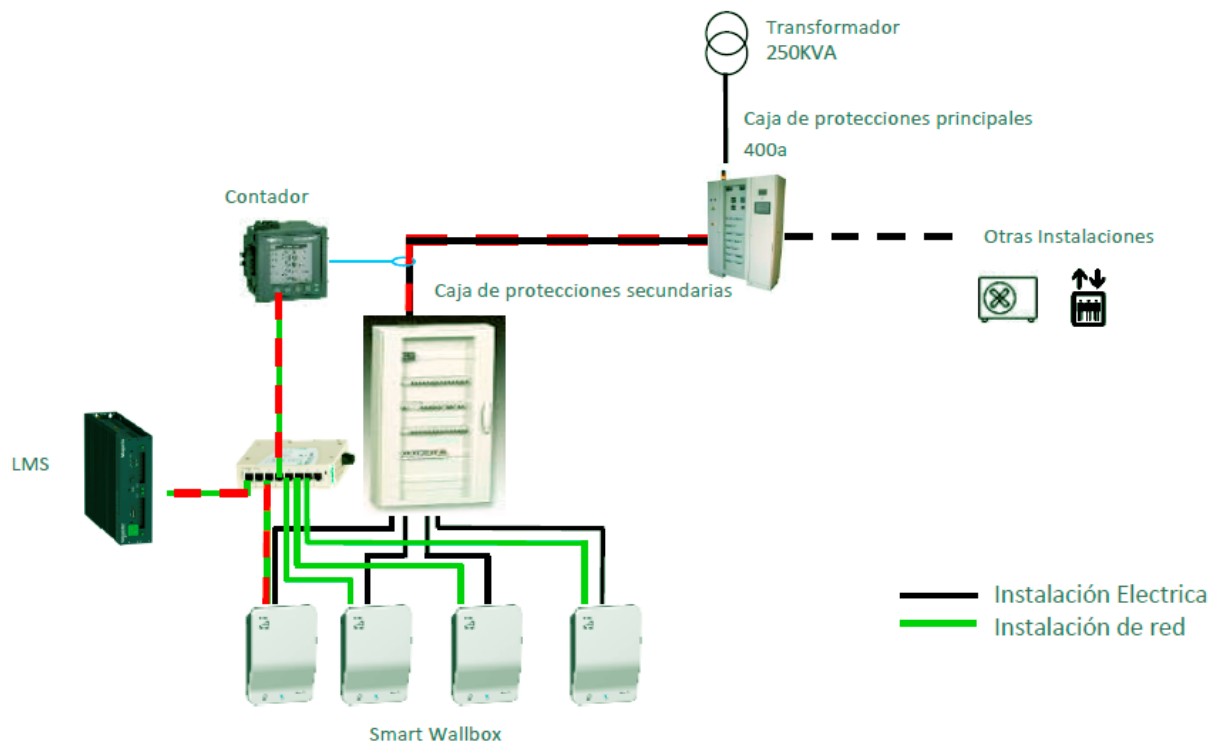 Transformador
250KVA
Caja de protecciones principales
400a
Contador
Otras Instalaciones
Caja de protecciones secundarias
LMS
Instalación Electrica
Instalación de red
Smart Wallbox